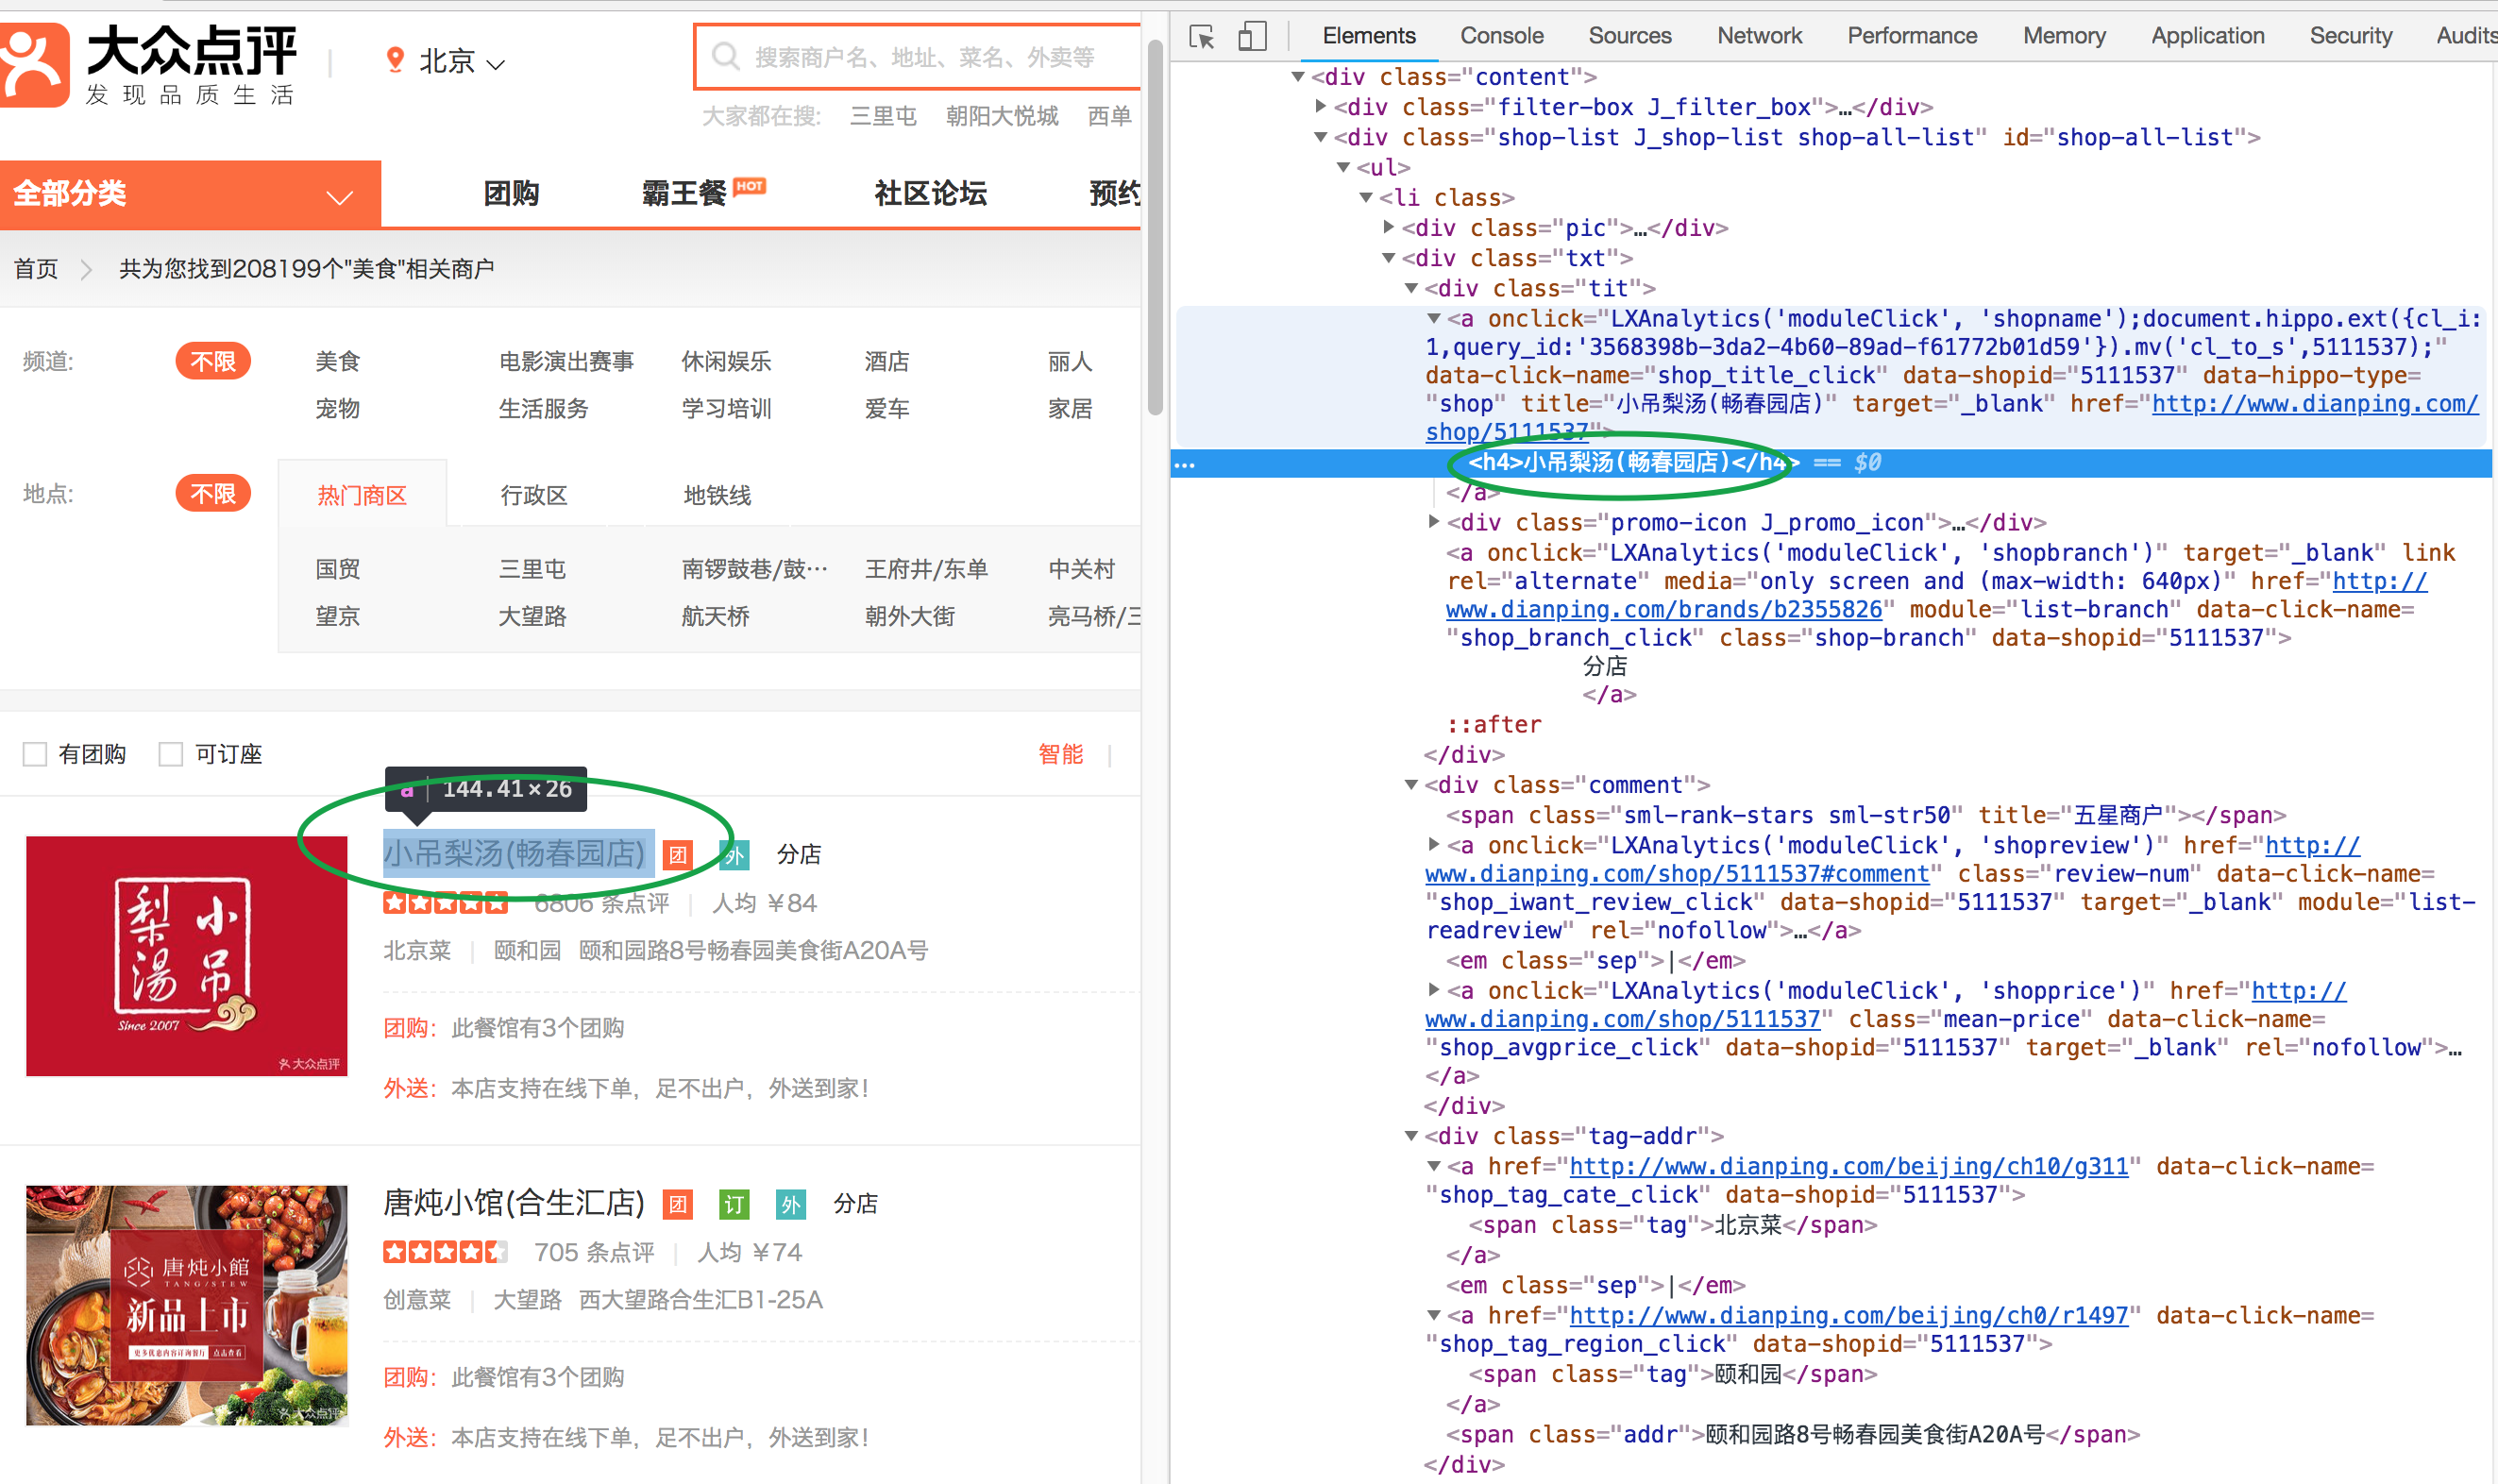 大众点评
发现品质生活
北京
搜索商户名、地址、菜名、外卖等
大家都在搜: 三里屯 朝阳大悦城 西单
全部分类 团购 霸王餐 HOT 社区论坛 预约
首页 共为您找到208199个"美食"相关商户
频道: 不限 美食 电影演出赛事 休闲娱乐 酒店 丽人
宠物 生活服务 学习培训 爱车 家居
地点: 不限 热门商区 行政区 地铁线
国贸 三里屯 南锣鼓巷/鼓… 王府井/东单 中关村
望京 大望路 航天桥 朝外大街 亮马桥/三
有团购 可订座 智能
a 144.41×26
小吊梨汤(畅春园店) 团 外 分店
6806 条点评 人均 ¥84
北京菜 颐和园 颐和园路8号畅春园美食街A20A号
团购: 此餐馆有3个团购
外送: 本店支持在线下单，足不出户，外送到家!
小吊
梨湯
Since 2007
大众点评
唐炖小馆(合生汇店) 团 订 外 分店
705 条点评 人均 ¥74
创意菜 大望路 西大望路合生汇B1-25A
团购: 此餐馆有3个团购
外送: 本店支持在线下单，足不出户，外送到家!
唐炖小館
TANG/STEW
新品上市
更多优惠内容详询餐厅 点击查看
大众点评
Elements Console Sources Network Performance Memory Application Security Audits
<div class="content">
<div class="filter-box J_filter_box">…</div>
<div class="shop-list J_shop-list shop-all-list" id="shop-all-list">
<ul>
<li class>
<div class="pic">…</div>
<div class="txt">
<div class="tit">
<a onclick="LXAnalytics('moduleClick', 'shopname');document.hippo.ext({cl_i:
1,query_id:'3568398b-3da2-4b60-89ad-f61772b01d59'}).mv('cl_to_s',5111537);"
data-click-name="shop_title_click" data-shopid="5111537" data-hippo-type=
"shop" title="小吊梨汤(畅春园店)" target="_blank" href="http://www.dianping.com/
shop/5111537">
… <h4>小吊梨汤(畅春园店)</h4> == $0
</a>
<div class="promo-icon J_promo_icon">…</div>
<a onclick="LXAnalytics('moduleClick', 'shopbranch')" target="_blank" link
rel="alternate" media="only screen and (max-width: 640px)" href="http://
www.dianping.com/brands/b2355826" module="list-branch" data-click-name=
"shop_branch_click" class="shop-branch" data-shopid="5111537">
分店
</a>
::after
</div>
<div class="comment">
<span class="sml-rank-stars sml-str50" title="五星商户"></span>
<a onclick="LXAnalytics('moduleClick', 'shopreview')" href="http://
www.dianping.com/shop/5111537#comment" class="review-num" data-click-name=
"shop_iwant_review_click" data-shopid="5111537" target="_blank" module="list-
readreview" rel="nofollow">…</a>
<em class="sep">|</em>
<a onclick="LXAnalytics('moduleClick', 'shopprice')" href="http://
www.dianping.com/shop/5111537" class="mean-price" data-click-name=
"shop_avgprice_click" data-shopid="5111537" target="_blank" rel="nofollow">…
</a>
</div>
<div class="tag-addr">
<a href="http://www.dianping.com/beijing/ch10/g311" data-click-name=
"shop_tag_cate_click" data-shopid="5111537">
<span class="tag">北京菜</span>
</a>
<em class="sep">|</em>
<a href="http://www.dianping.com/beijing/ch0/r1497" data-click-name=
"shop_tag_region_click" data-shopid="5111537">
<span class="tag">颐和园</span>
</a>
<span class="addr">颐和园路8号畅春园美食街A20A号</span>
</div>